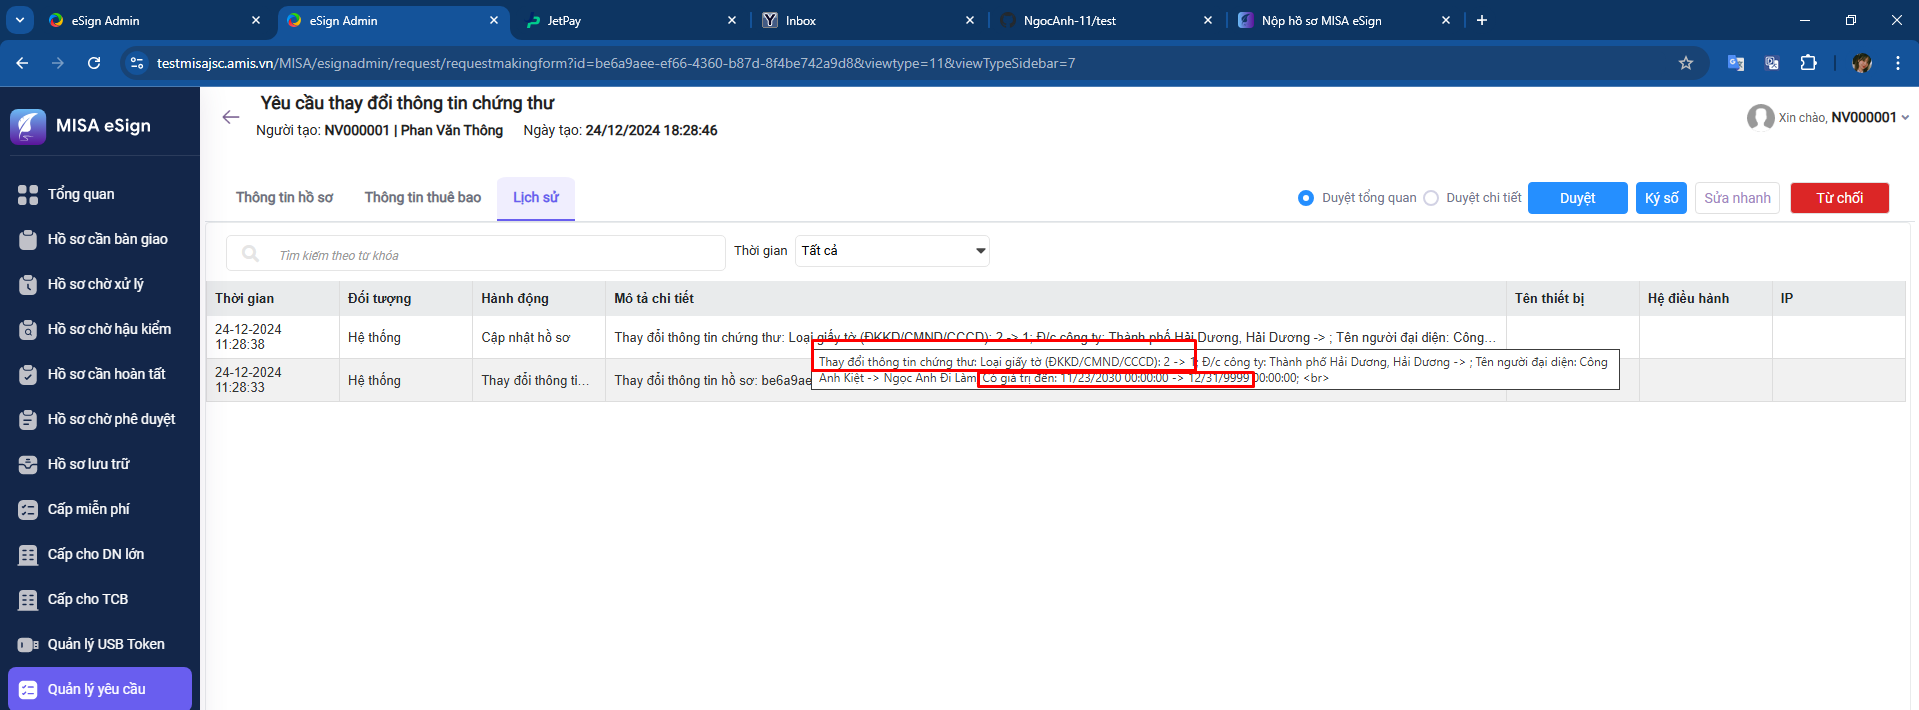 eSign Admin
eSign Admin
JetPay
Inbox
NgocAnh-11/test
Nộp hồ sơ MISA eSign
testmisajsc.amis.vn/MISA/esignadmin/request/requestmakingform?id=be6a9aee-ef66-4360-b87d-8f4be742a9d8&viewtype=11&viewTypeSidebar=7
MISA eSign
Yêu cầu thay đổi thông tin chứng thư
Người tạo: NV000001 | Phan Văn Thông Ngày tạo: 24/12/2024 18:28:46
Xin chào, NV000001
Tổng quan
Hồ sơ cần bàn giao
Hồ sơ chờ xử lý
Hồ sơ chờ hậu kiểm
Hồ sơ cần hoàn tất
Hồ sơ chờ phê duyệt
Hồ sơ lưu trữ
Cấp miễn phí
Cấp cho DN lớn
Cấp cho TCB
Quản lý USB Token
Quản lý yêu cầu
Thông tin hồ sơ Thông tin thuê bao Lịch sử
Duyệt tổng quan Duyệt chi tiết Duyệt Ký số Sửa nhanh Từ chối
Tìm kiếm theo từ khóa Thời gian Tất cả
Thời gian Đối tượng Hành động Mô tả chi tiết Tên thiết bị Hệ điều hành IP
24-12-2024
11:28:38
Hệ thống Cập nhật hồ sơ Thay đổi thông tin chứng thư: Loại giấy tờ (ĐKKD/CMND/CCCD): 2 -> 1; Đ/c công ty: Thành phố Hải Dương, Hải Dương -> ; Tên người đại diện: Công...
24-12-2024
11:28:33
Hệ thống Thay đổi thông ti... Thay đổi thông tin hồ sơ: be6a9ae
Thay đổi thông tin chứng thư: Loại giấy tờ (ĐKKD/CMND/CCCD): 2 -> 1; Đ/c công ty: Thành phố Hải Dương, Hải Dương -> ; Tên người đại diện: Công
Anh Kiệt -> Ngọc Anh Đi Làm Có giá trị đến: 11/23/2030 00:00:00 -> 12/31/9999 00:00:00; <br>